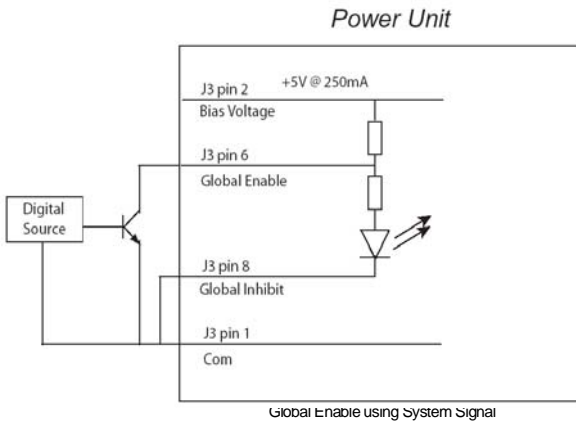 Power Unit
J3 pin 2
+5V @ 250mA
Bias Voltage
J3 pin 6
Global Enable
Digital
Source
J3 pin 8
Global Inhibit
J3 pin 1
Com
Global Enable using System Signal